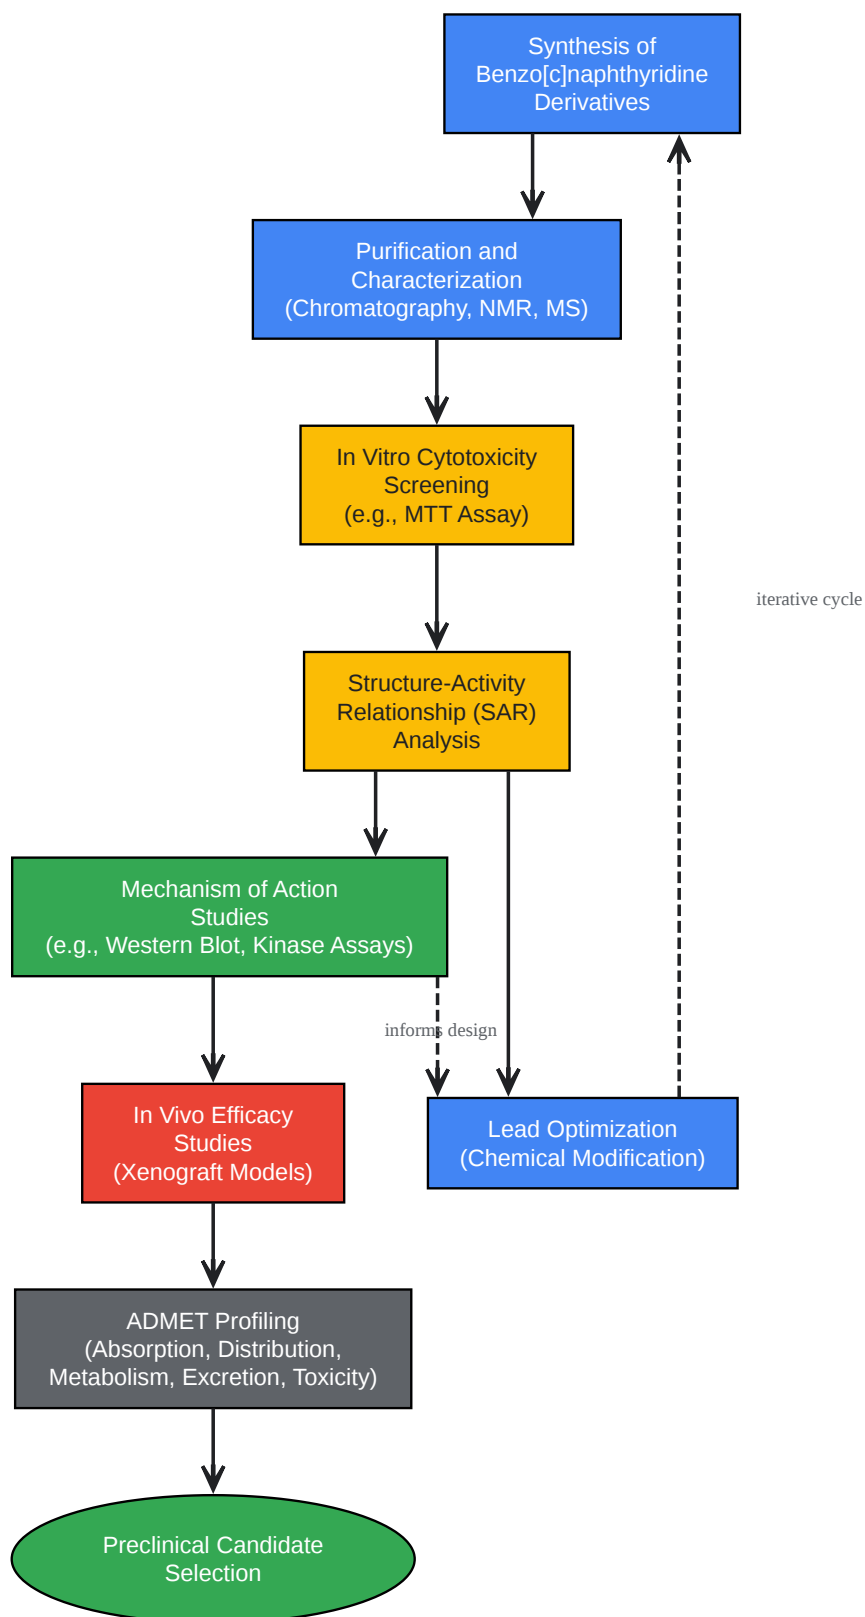 Synthesis of
Benzo[c]naphthyridine
Derivatives
Purification and
Characterization
(Chromatography, NMR, MS)
In Vitro Cytotoxicity
Screening
(e.g., MTT Assay)
iterative cycle
Structure-Activity
Relationship (SAR)
Analysis
Mechanism of Action
Studies
(e.g., Western Blot, Kinase Assays)
informs design
In Vivo Efficacy
Studies
(Xenograft Models)
Lead Optimization
(Chemical Modification)
ADMET Profiling
(Absorption, Distribution,
Metabolism, Excretion, Toxicity)
Preclinical Candidate
Selection